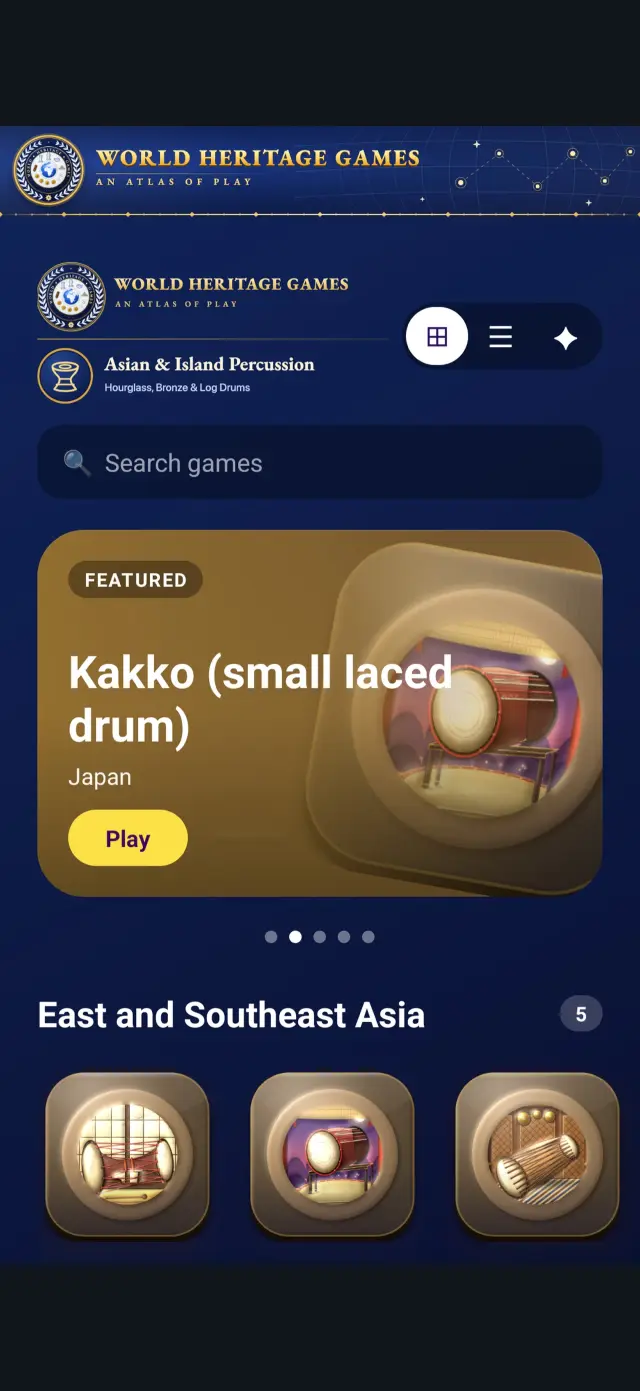 WORLD HERITAGE GAMES
AN ATLAS OF PLAY
WORLD HERITAGE GAMES
AN ATLAS OF PLAY
Asian & Island Percussion
Hourglass, Bronze & Log Drums
Search games
FEATURED
Kakko (small laced
drum)
Japan
Play
East and Southeast Asia
5